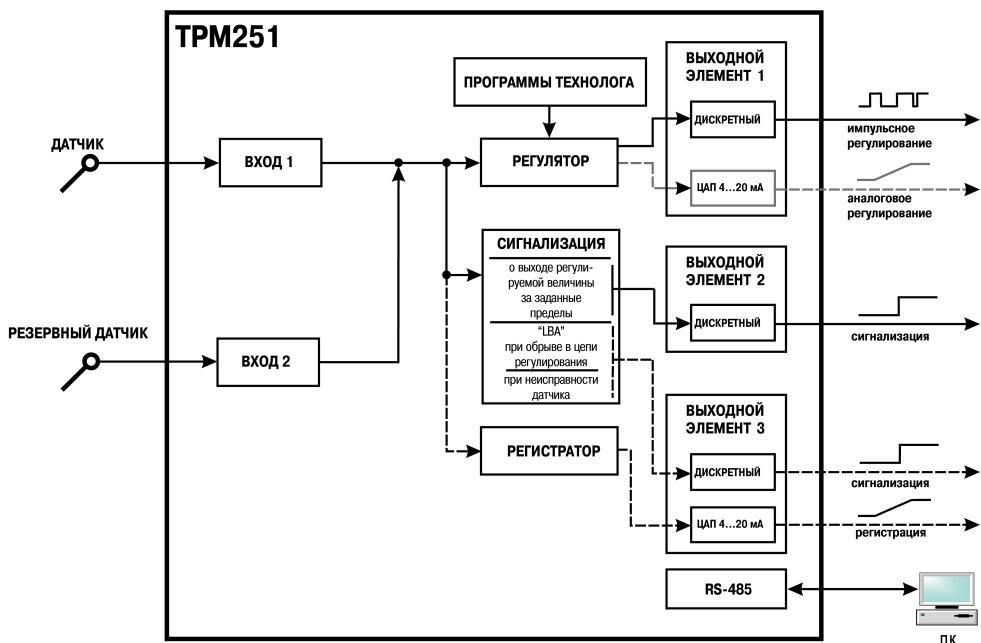 ТРМ251
ПРОГРАММЫ ТЕХНОЛОГА
ВЫХОДНОЙ
ЭЛЕМЕНТ 1
ДИСКРЕТНЫЙ
импульсное
регулирование
ДАТЧИК
ВХОД 1
РЕГУЛЯТОР
ЦАП 4...20 мА
аналоговое
регулирование
СИГНАЛИЗАЦИЯ
о выходе регули-
руемой величины
за заданные
пределы
"LBA"
при обрыве в цепи
регулирования
при неисправности
датчика
ВЫХОДНОЙ
ЭЛЕМЕНТ 2
ДИСКРЕТНЫЙ
сигнализация
РЕЗЕРВНЫЙ ДАТЧИК
ВХОД 2
ВЫХОДНОЙ
ЭЛЕМЕНТ 3
РЕГИСТРАТОР
ДИСКРЕТНЫЙ
сигнализация
ЦАП 4...20 мА
регистрация
RS-485
ПК